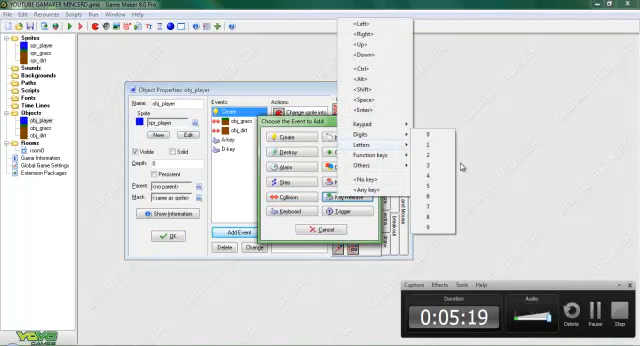 YOUTUBE GAMAKER MINCERD.gmk - Game Maker 8.0 Pro
File Edit Resources Scripts Run Window Help
Sprites
spr_player
spr_grass
spr_dirt
Sounds
Backgrounds
Paths
Scripts
Fonts
Time Lines
Objects
obj_player
obj_grass
obj_dirt
Rooms
room0
Game Information
Global Game Settings
Extension Packages
YOYO
GAMES
Object Properties: obj_player
Name: obj_player
Sprite
spr_player
New Edit
Visible Solid
Depth: 0
Persistent
Parent: <no parent>
Mask: <same as sprite>
Show Information
OK
Events:
Create
obj_grass
obj_dirt
A-key
D-key
Add Event
Delete Change
Actions:
Change sprite into
Choose the Event to Add
Create
Destroy
Alarm
Step
Collision
Keyboard
Key Release
Trigger
Cancel
<Left>
<Right>
<Up>
<Down>
<Ctrl>
<Alt>
<Shift>
<Space>
<Enter>
Keypad
Digits
Letters
Function keys
Others
<No key>
<Any key>
0
1
2
3
4
5
6
7
8
9
Capture Effects Tools Help
Duration
0:05:19
Audio
Delete Pause Stop